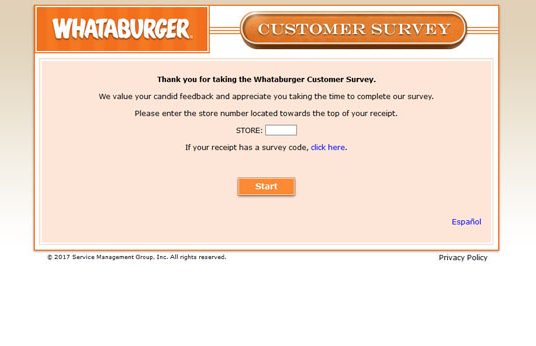 WHATABURGER
CUSTOMER SURVEY
Thank you for taking the Whataburger Customer Survey.
We value your candid feedback and appreciate you taking the time to complete our survey.
Please enter the store number located towards the top of your receipt.
STORE:
If your receipt has a survey code, click here.
Start
Español
© 2017 Service Management Group, Inc. All rights reserved. Privacy Policy